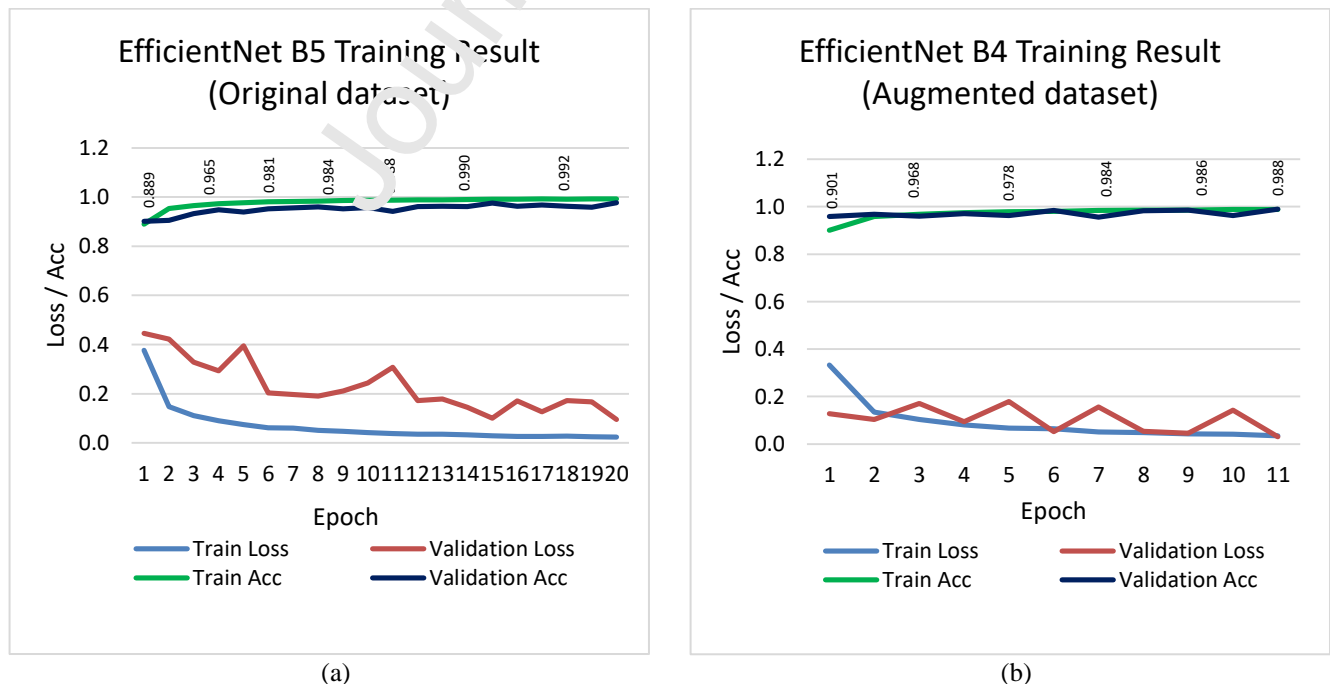 Jour
EfficientNet B5 Training Result
(Original dataset)
1.2
1.0
0.8
0.6
0.4
0.2
0.0
Loss / Acc
0.889
0.965
0.981
0.984
0.990
0.992
1 2 3 4 5 6 7 8 9 10 11 12 13 14 15 16 17 18 19 20
Epoch
Train Loss Validation Loss
Train Acc Validation Acc
(a)
EfficientNet B4 Training Result
(Augmented dataset)
1.2
1.0
0.8
0.6
0.4
0.2
0.0
Loss / Acc
0.901
0.968
0.978
0.984
0.986
0.988
1 2 3 4 5 6 7 8 9 10 11
Epoch
Train Loss Validation Loss
Train Acc Validation Acc
(b)